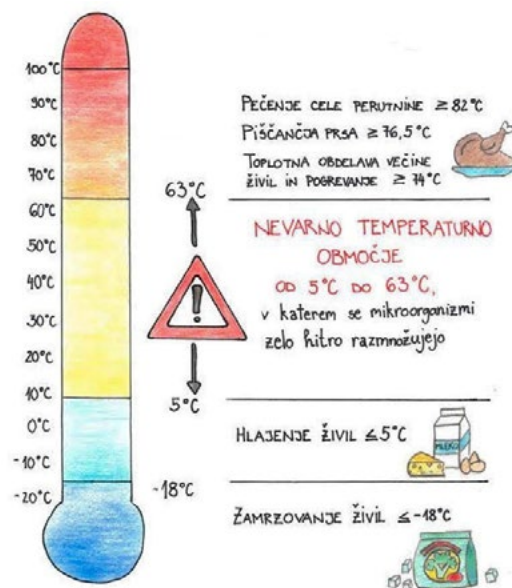 100°C
90°C
80°C
70°C
60°C
50°C
40°C
30°C
20°C
10°C
0°C
-10°C
-20°C
63°C
5°C
-18°C
PEČENJE CELE PERUTNINE ≥ 82°C
PIŠČANČJA PRSA ≥ 76,5°C
TOPLOTNA OBDELAVA VEČINE
ŽIVIL IN POGREVANJE ≥ 74°C
NEVARNO TEMPERATURNO
OBMOČJE
OD 5°C DO 63°C,
v katerem se mikroorganizmi
zelo hitro razmnožujejo
HLAJENJE ŽIVIL ≤ 5°C
MLEKO
ZAMRZOVANJE ŽIVIL ≤ -18°C